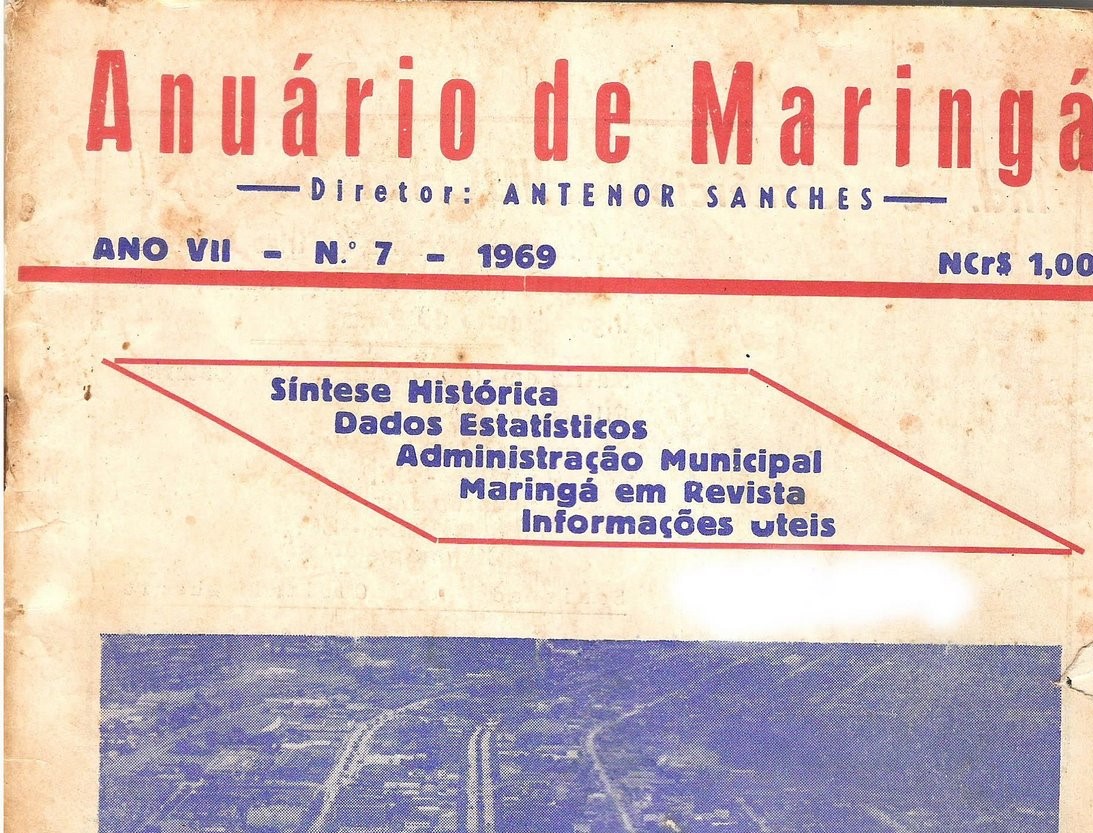 Anuário de Maringá
Diretor: ANTENOR SANCHES
ANO VII - N.º 7 - 1969
NCr$ 1,00
Síntese Histórica
Dados Estatísticos
Administração Municipal
Maringá em Revista
Informações uteis